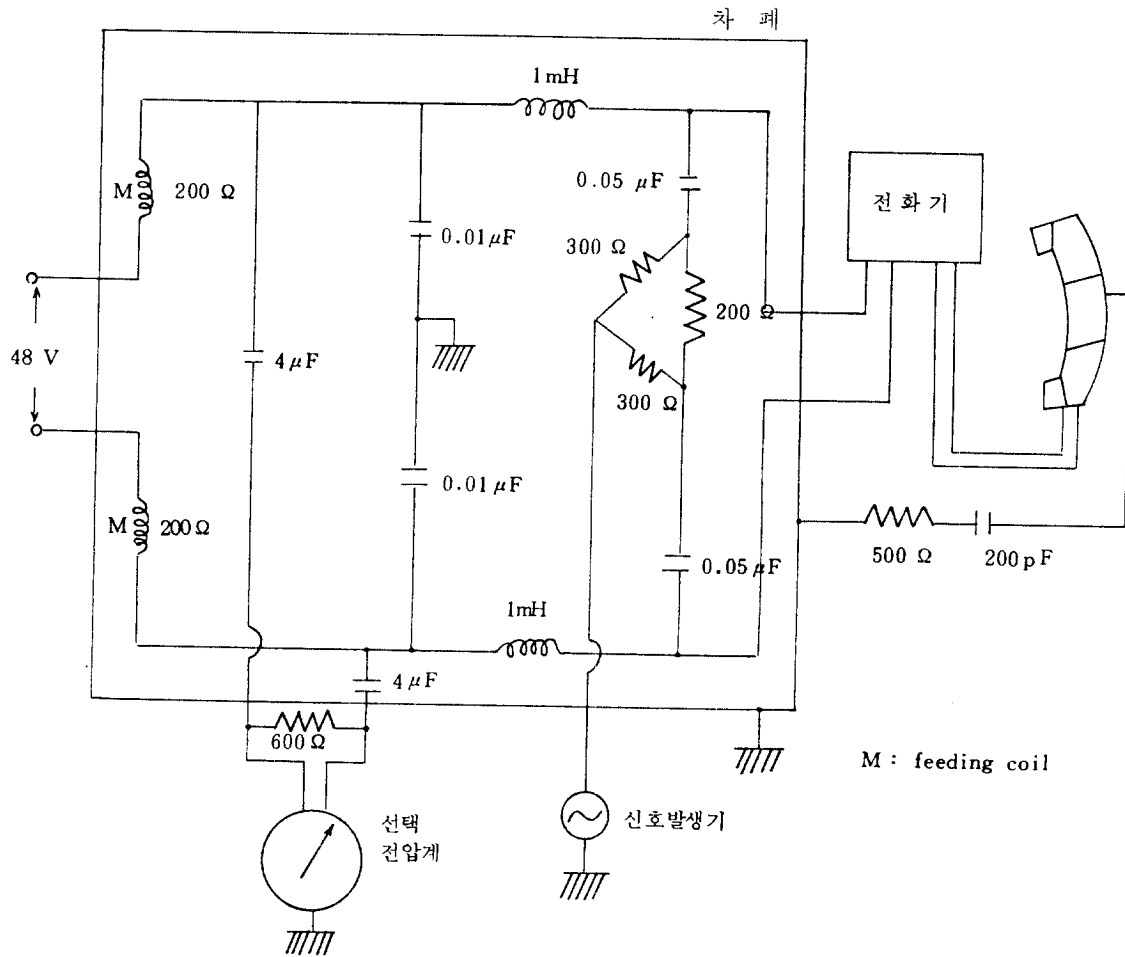 차 폐
1mH
M 200 Ω
0.05 μF
전 화 기
0.01μF
300 Ω
200 Ω
48 V
4μF
300 Ω
0.01μF
M 200Ω
0.05μF
500 Ω 200pF
1mH
4μF
600 Ω
M : feeding coil
선택
전압계
신호발생기